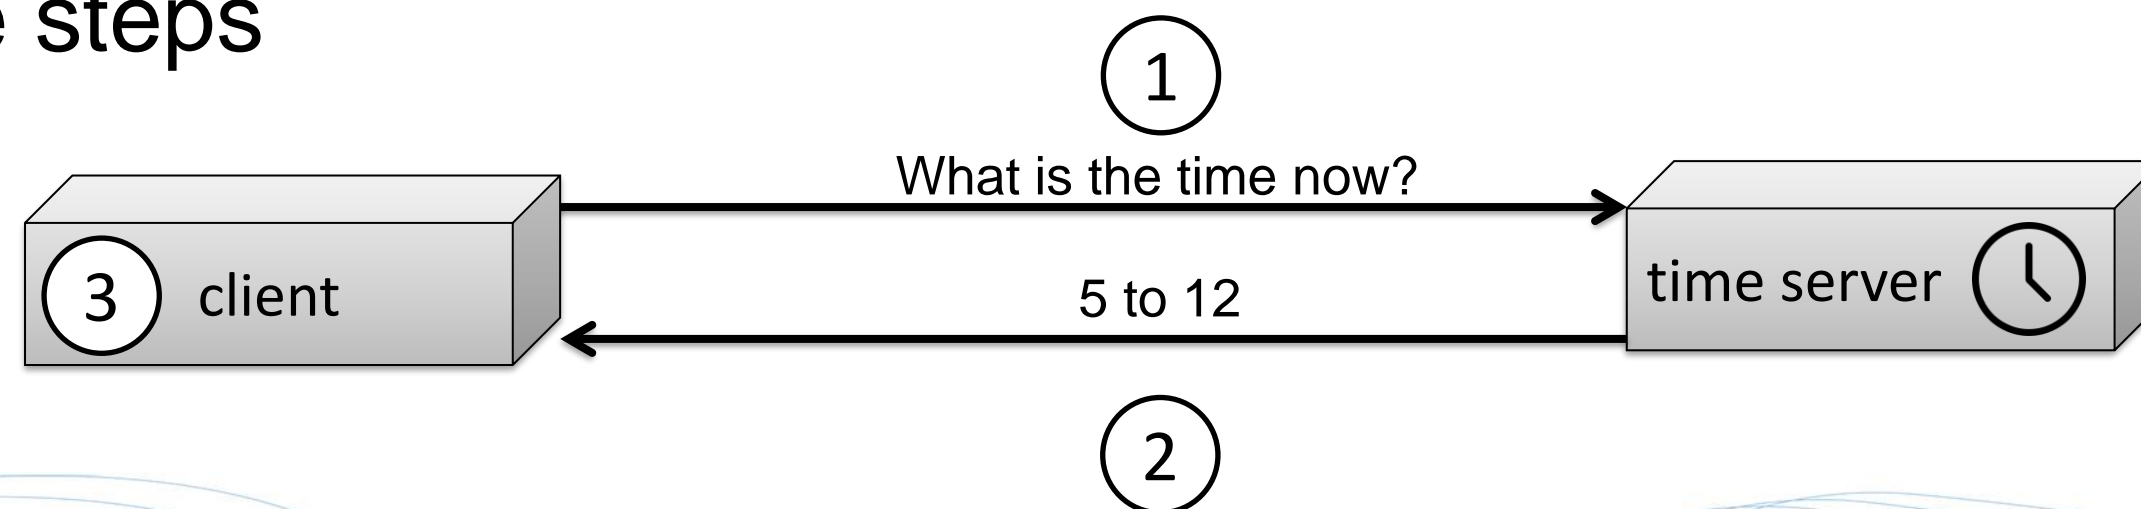 steps
1
What is the time now?
3 client
time server
5 to 12
2